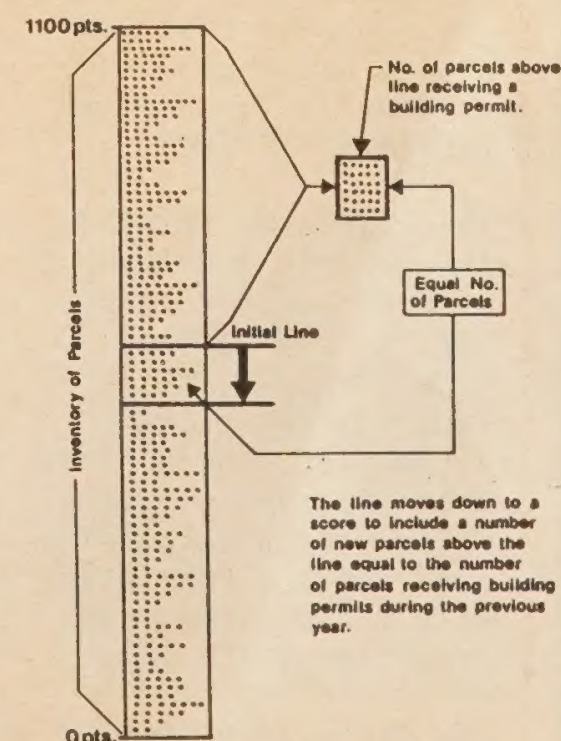 1100 pts.
No. of parcels above
line receiving a
building permit.
Equal No.
of Parcels
Inventory of Parcels
Initial Line
The line moves down to a
score to include a number
of new parcels above the
line equal to the number
of parcels receiving building
permits during the previous
year.
0 pts.